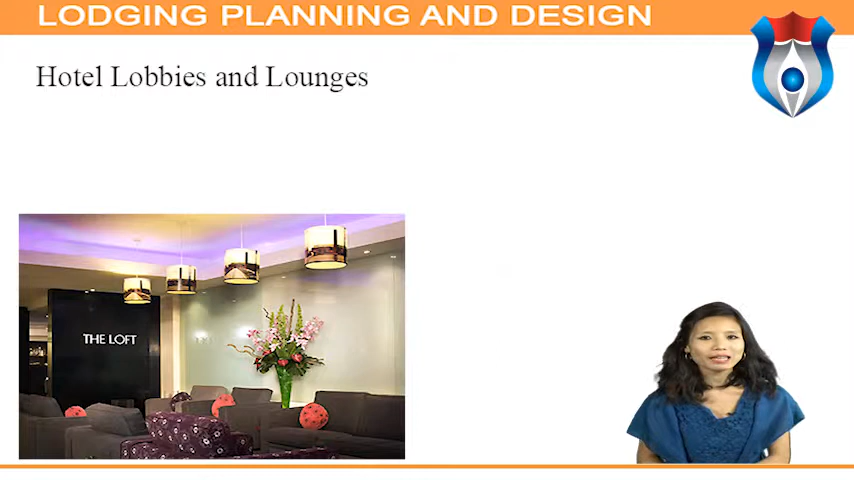 LODGING PLANNING AND DESIGN
Hotel Lobbies and Lounges
THE LOFT